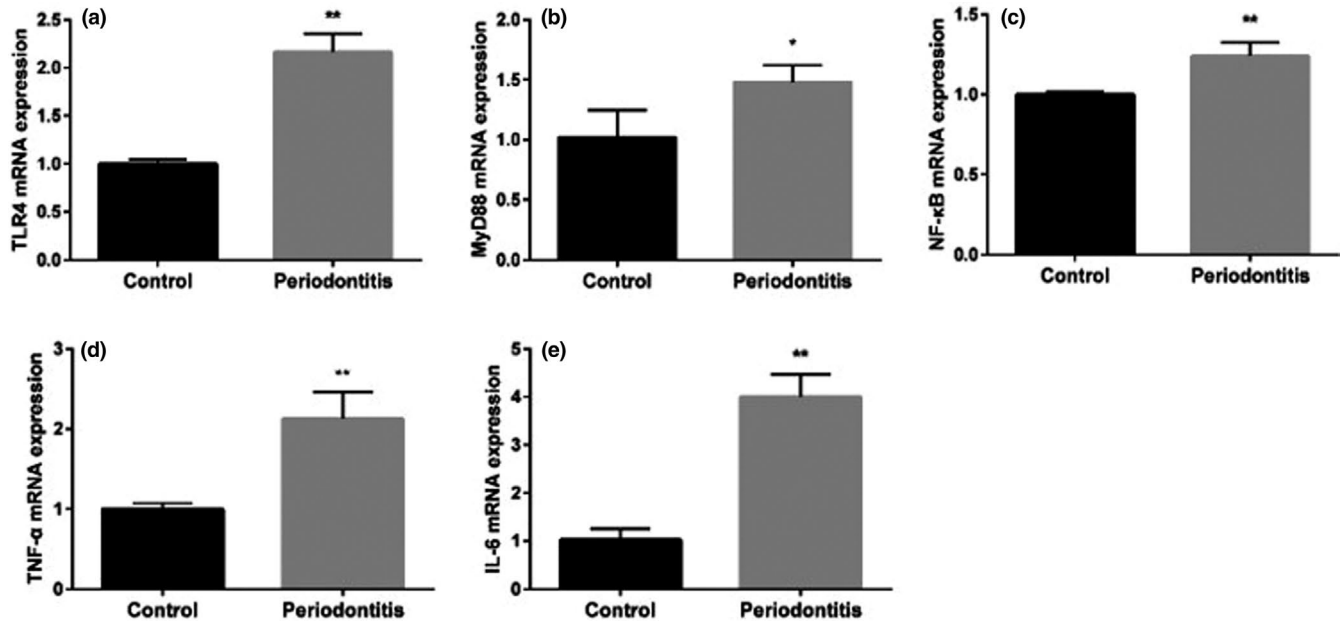 (a)
TLR4 mRNA expression
2.5
2.0
1.5
1.0
0.5
0.0
**
Control
Periodontitis
(b)
MyD88 mRNA expression
2.0
1.5
1.0
0.5
0.0
*
Control
Periodontitis
(c)
NF-κB mRNA expression
1.5
1.0
0.5
0.0
**
Control
Periodontitis
(d)
TNF-α mRNA expression
3
2
1
0
**
Control
Periodontitis
(e)
IL-6 mRNA expression
5
4
3
2
1
0
**
Control
Periodontitis